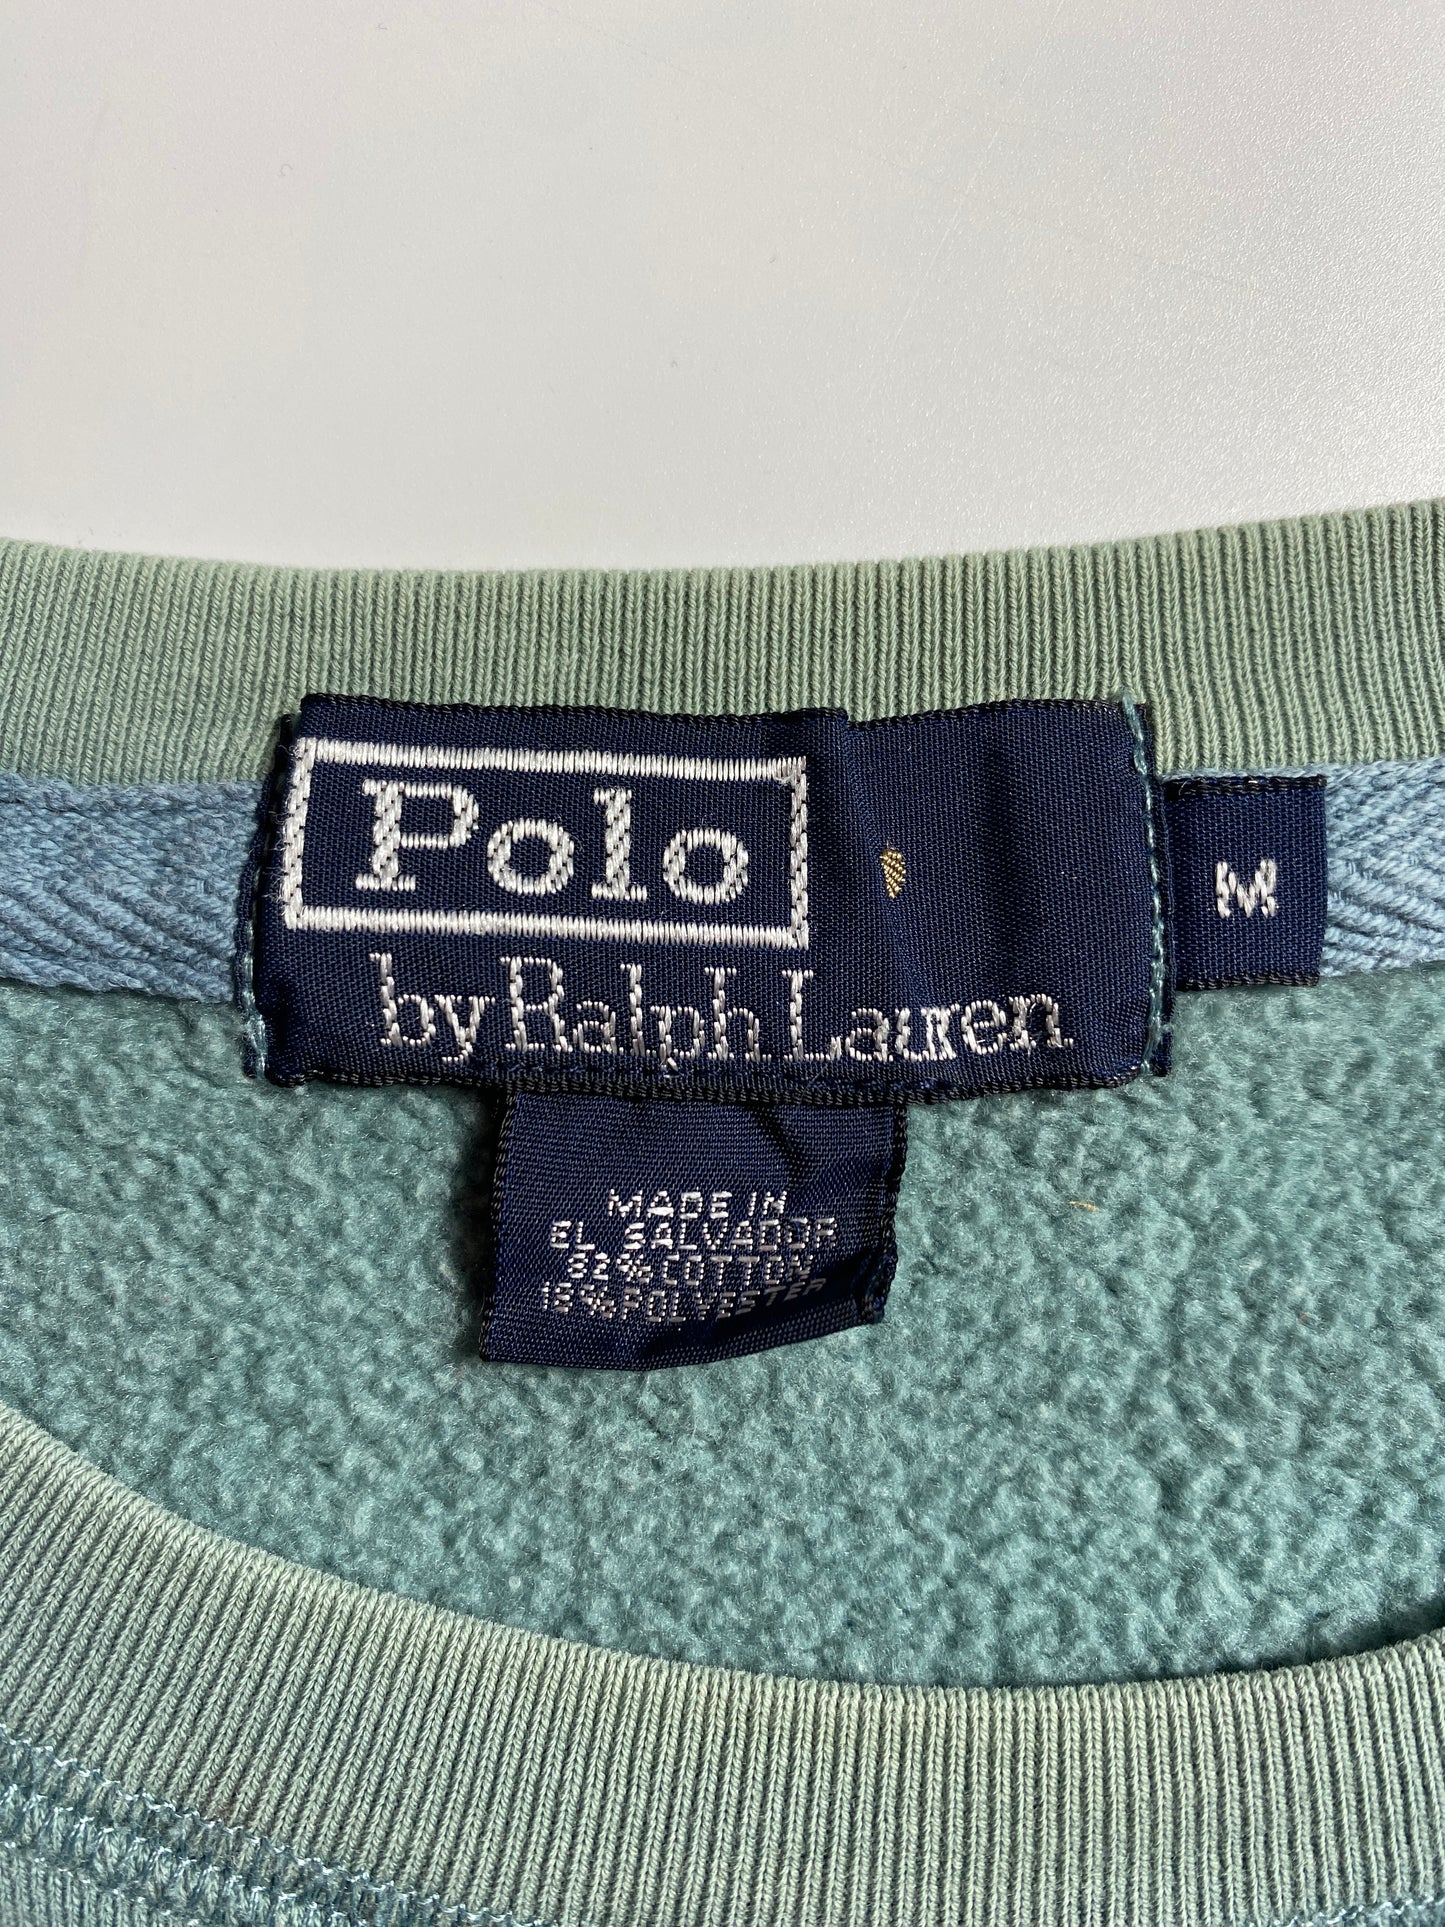 Polo
by Ralph Lauren
M
MADE IN
EL SALVADOR
82% COTTON
18% POLYESTER